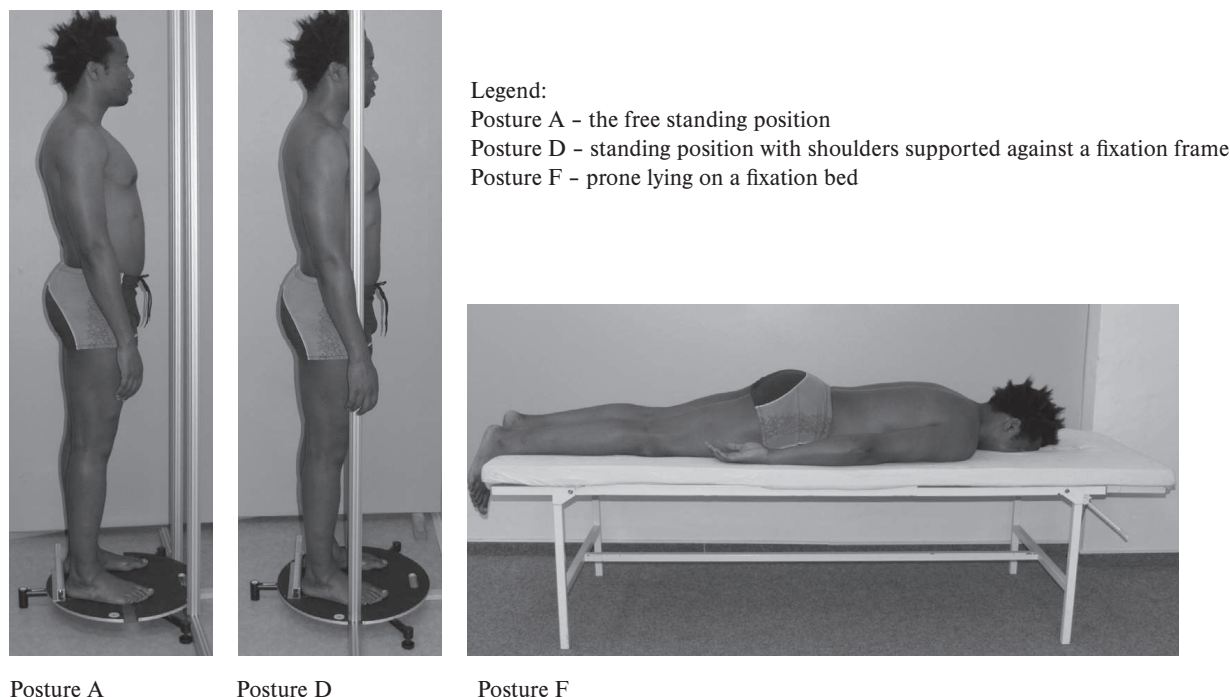 Legend:
Posture A – the free standing position
Posture D – standing position with shoulders supported against a fixation frame
Posture F – prone lying on a fixation bed
Posture A
Posture D
Posture F